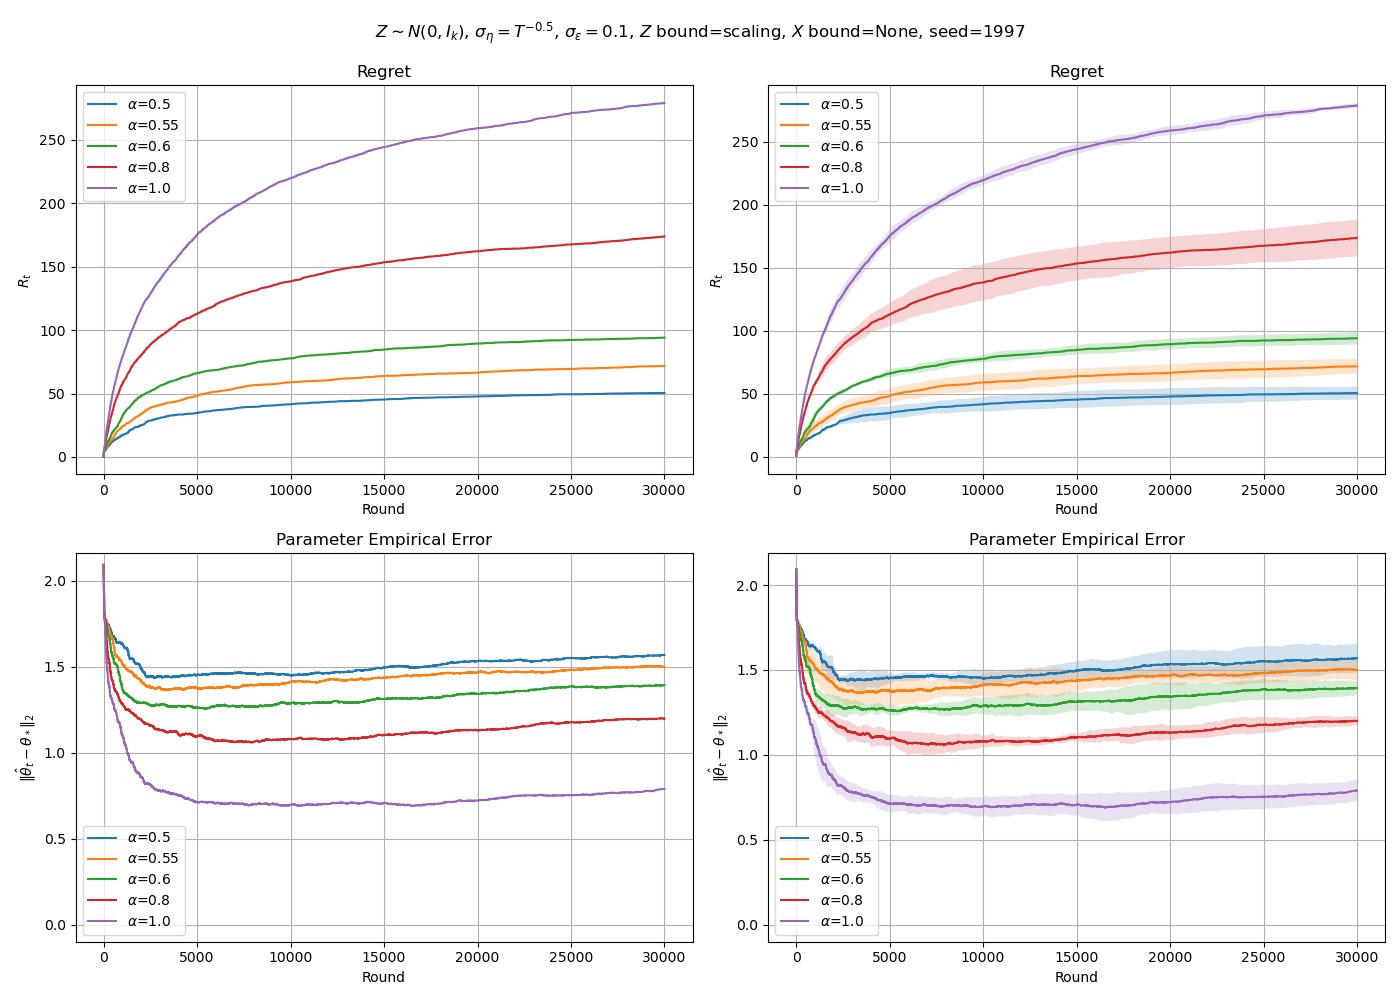 Z ~ N(0, I_k), σ_η = T^{-0.5}, σ_ε = 0.1, Z bound=scaling, X bound=None, seed=1997
Regret
R_t
250
200
150
100
50
0
α=0.5
α=0.55
α=0.6
α=0.8
α=1.0
0 5000 10000 15000 20000 25000 30000
Round
Regret
R_t
250
200
150
100
50
0
α=0.5
α=0.55
α=0.6
α=0.8
α=1.0
0 5000 10000 15000 20000 25000 30000
Round
Parameter Empirical Error
‖θ̂_t − θ_*‖_2
2.0
1.5
1.0
0.5
0.0
α=0.5
α=0.55
α=0.6
α=0.8
α=1.0
0 5000 10000 15000 20000 25000 30000
Round
Parameter Empirical Error
‖θ̂_t − θ_*‖_2
2.0
1.5
1.0
0.5
0.0
α=0.5
α=0.55
α=0.6
α=0.8
α=1.0
0 5000 10000 15000 20000 25000 30000
Round